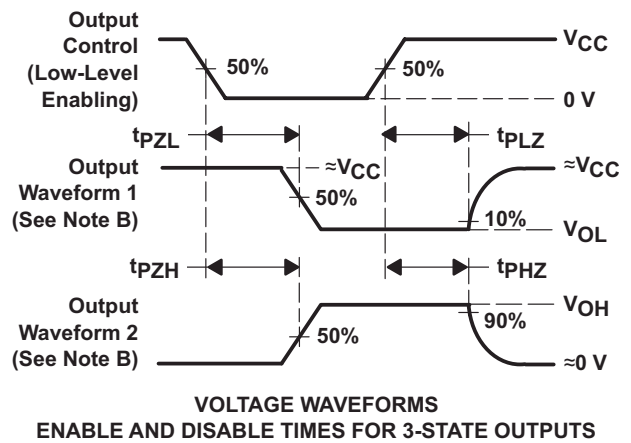 Output
Control
(Low-Level
Enabling)
50%
50%
VCC
0 V
tPZL
tPLZ
Output
Waveform 1
(See Note B)
≈VCC
50%
≈VCC
10%
VOL
tPZH
tPHZ
Output
Waveform 2
(See Note B)
50%
VOH
90%
≈0 V
VOLTAGE WAVEFORMS
ENABLE AND DISABLE TIMES FOR 3-STATE OUTPUTS